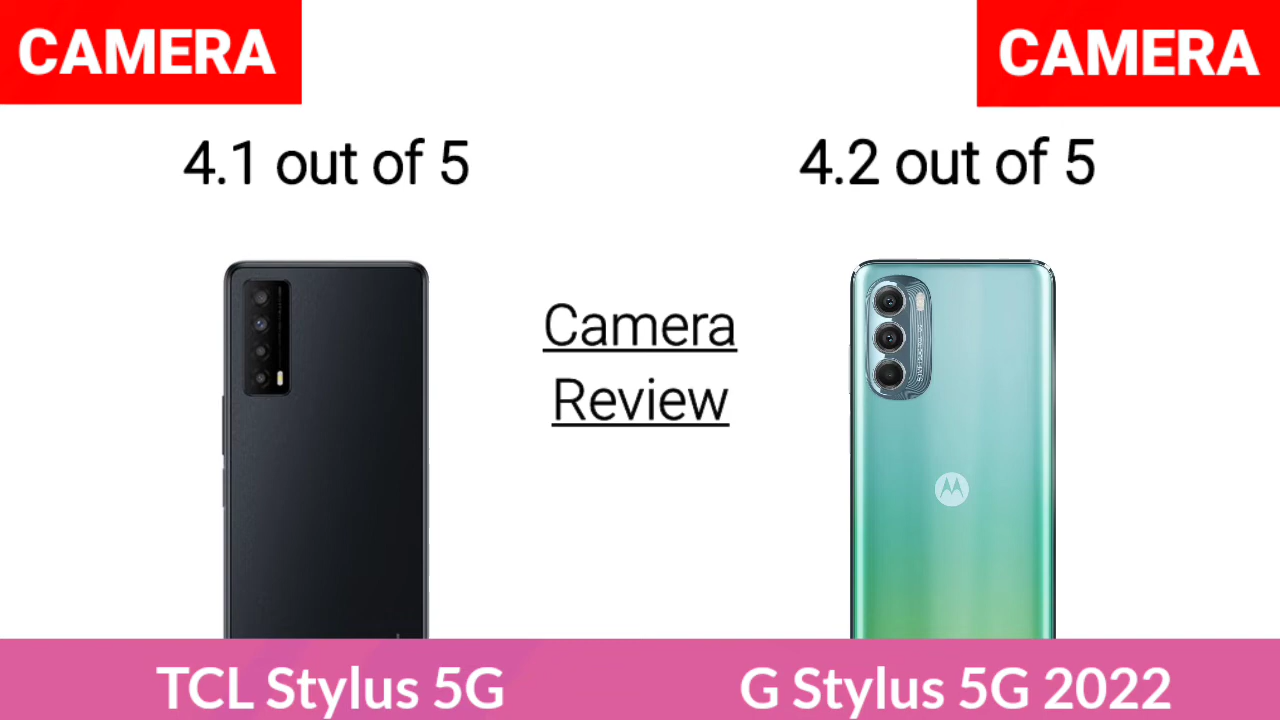 CAMERA
CAMERA
4.1 out of 5
4.2 out of 5
Camera
Review
TCL Stylus 5G
G Stylus 5G 2022